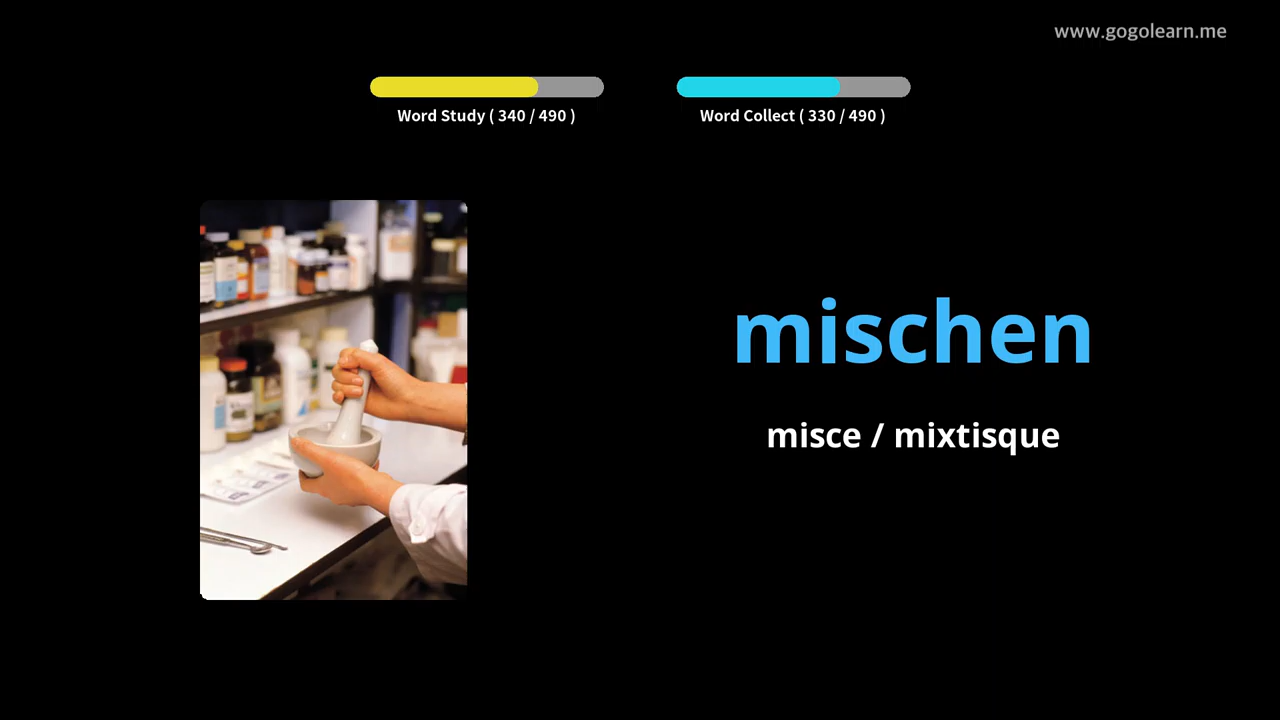 www.gogolearn.me
Word Study ( 340 / 490 )
Word Collect ( 330 / 490 )
mischen
misce / mixtisque